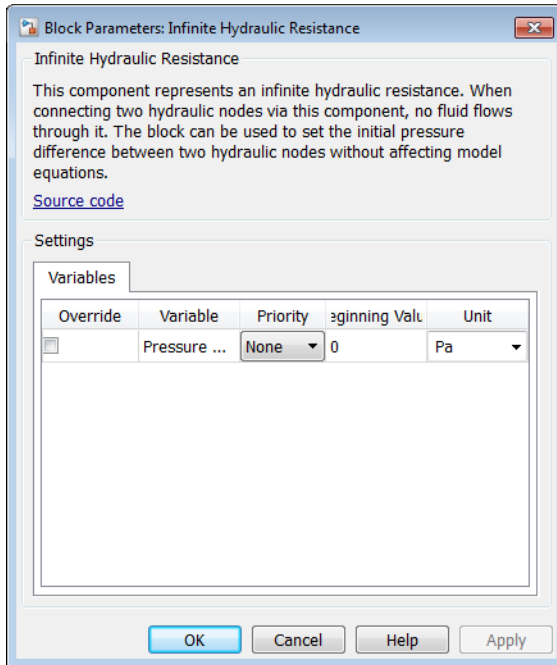 Block Parameters: Infinite Hydraulic Resistance
Infinite Hydraulic Resistance
This component represents an infinite hydraulic resistance. When
connecting two hydraulic nodes via this component, no fluid flows
through it. The block can be used to set the initial pressure
difference between two hydraulic nodes without affecting model
equations.
Source code
Settings
Variables
Override Variable Priority eginning Valu Unit
Pressure ... None 0 Pa
OK Cancel Help Apply